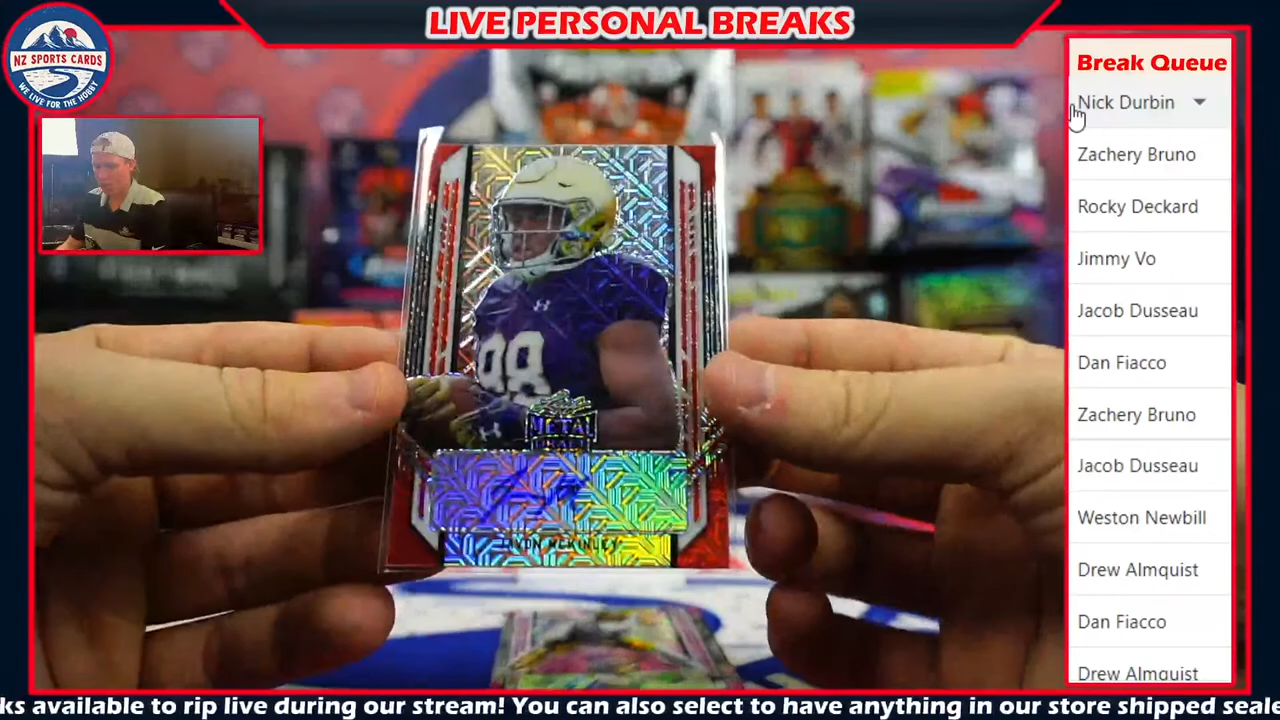 LIVE PERSONAL BREAKS
NZ SPORTS CARDS
WE LIVE FOR THE HOBBY
Break Queue
Nick Durbin
Zachery Bruno
Rocky Deckard
Jimmy Vo
Jacob Dusseau
Dan Fiacco
Zachery Bruno
Jacob Dusseau
Weston Newbill
Drew Almquist
Dan Fiacco
Drew Almquist
88
METAL
JAVON MCKINLEY
ks available to rip live during our stream! You can also select to have anything in our store shipped seale